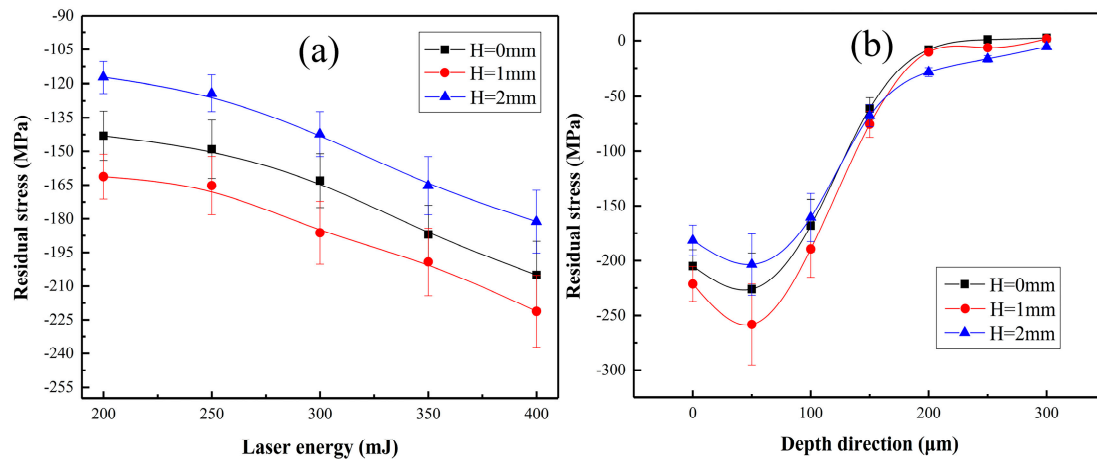 (a)
H=0mm
H=1mm
H=2mm
Residual stress (MPa)
-90
-105
-120
-135
-150
-165
-180
-195
-210
-225
-240
-255
200
250
300
350
400
Laser energy (mJ)
(b)
H=0mm
H=1mm
H=2mm
Residual stress (MPa)
0
-50
-100
-150
-200
-250
-300
0
100
200
300
Depth direction (μm)